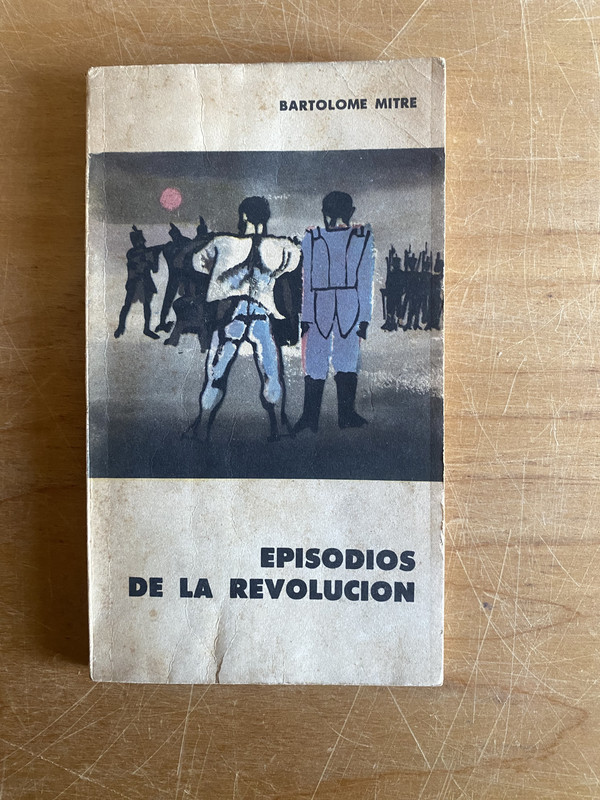 BARTOLOME MITRE
EPISODIOS
DE LA REVOLUCION